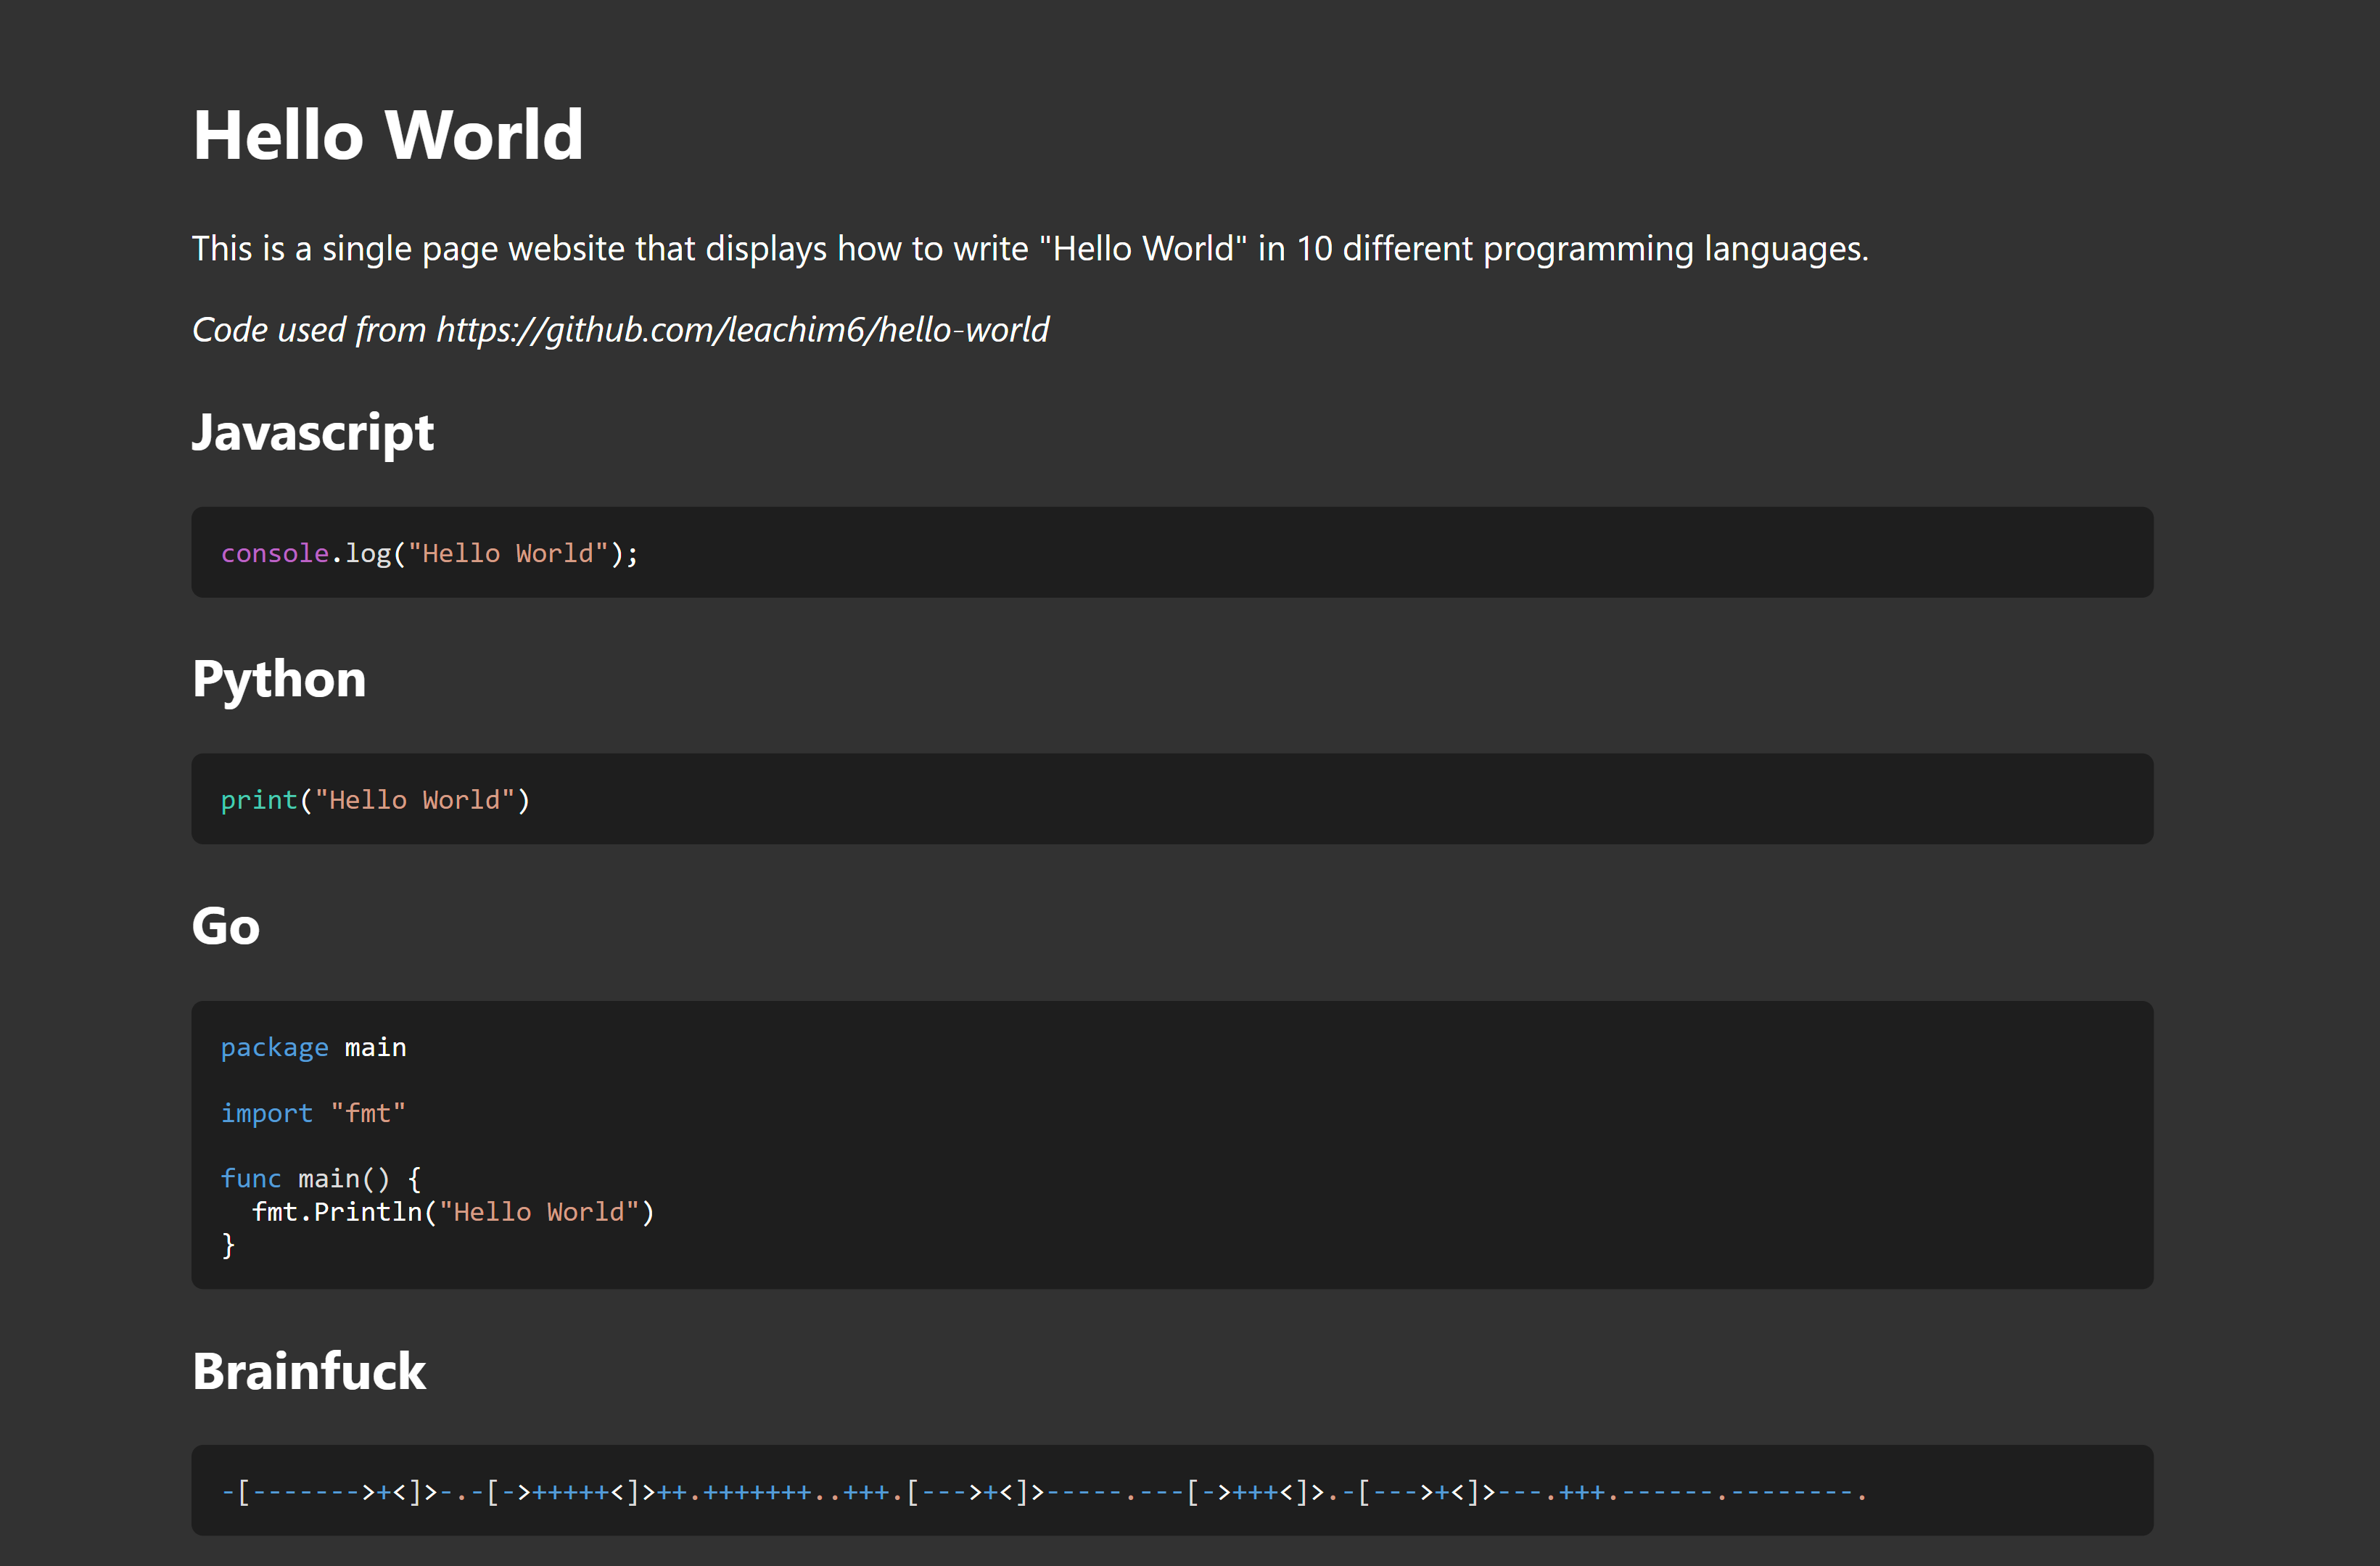 Hello World
This is a single page website that displays how to write "Hello World" in 10 different programming languages.
Code used from https://github.com/leachim6/hello-world
Javascript
console.log("Hello World");
Python
print("Hello World")
Go
package main
import "fmt"
func main() {
  fmt.Println("Hello World")
}
Brainfuck
-[------->+<]>-.-[->+++++<]>++.+++++++..+++.[--->+<]>-----.---[->+++<]>.-[--->+<]>---.+++.------.--------.